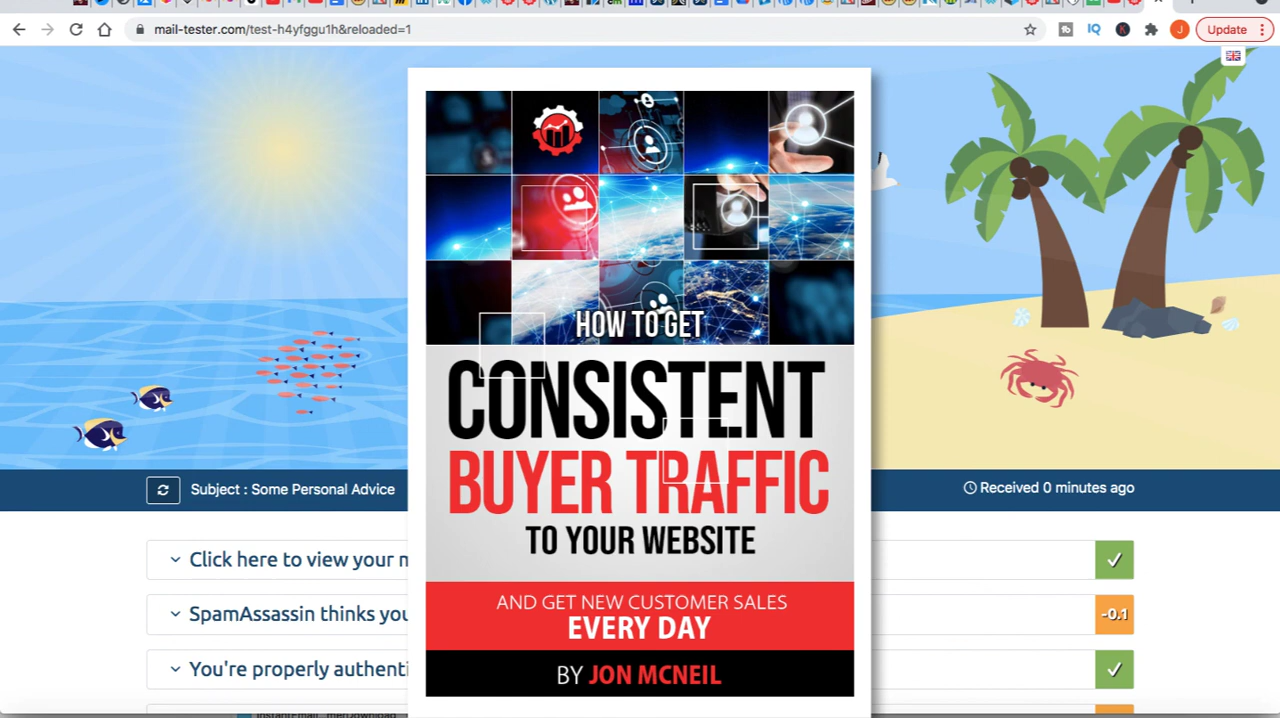 mail-tester.com/test-h4yfggu1h&reloaded=1
IQ
K
J
Update
HOW TO GET
CONSISTENT
BUYER TRAFFIC
TO YOUR WEBSITE
AND GET NEW CUSTOMER SALES
EVERY DAY
BY JON MCNEIL
Subject : Some Personal Advice
Received 0 minutes ago
Click here to view your m
✓
SpamAssassin thinks you
-0.1
You're properly authenti
✓